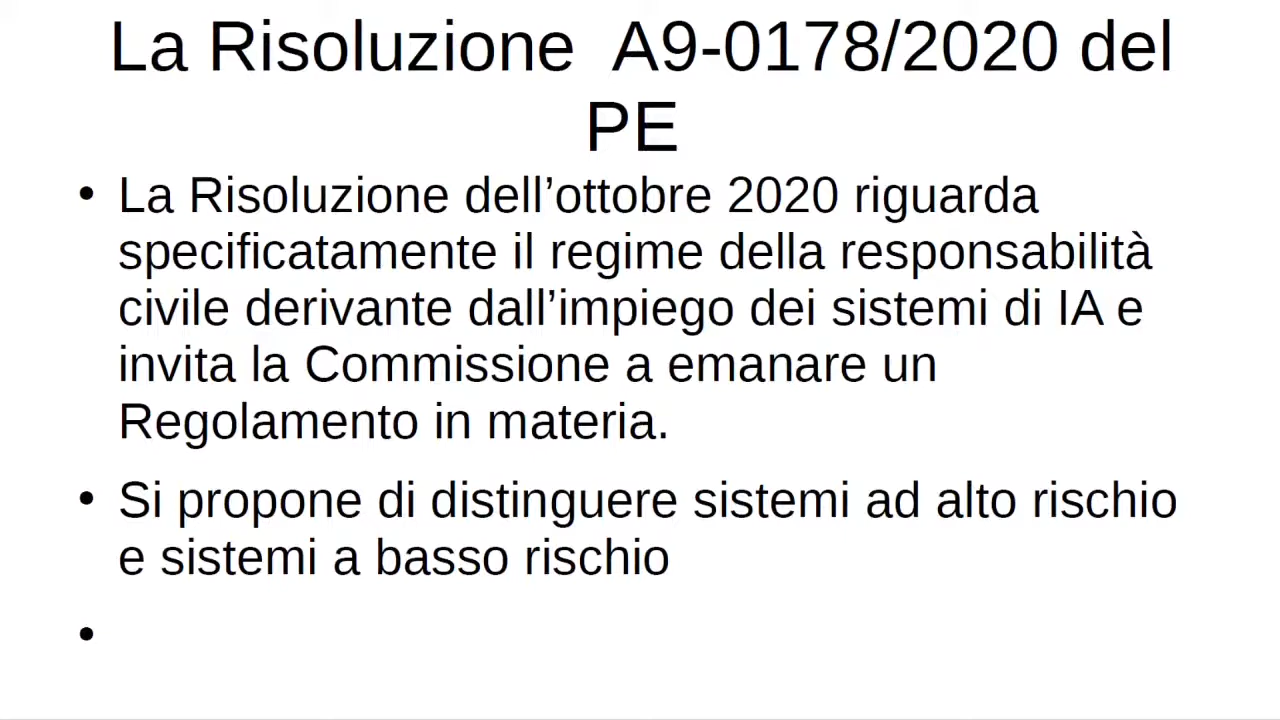 La Risoluzione  A9-0178/2020 del
PE
• La Risoluzione dell’ottobre 2020 riguarda
specificatamente il regime della responsabilità
civile derivante dall’impiego dei sistemi di IA e
invita la Commissione a emanare un
Regolamento in materia.
• Si propone di distinguere sistemi ad alto rischio
e sistemi a basso rischio
•